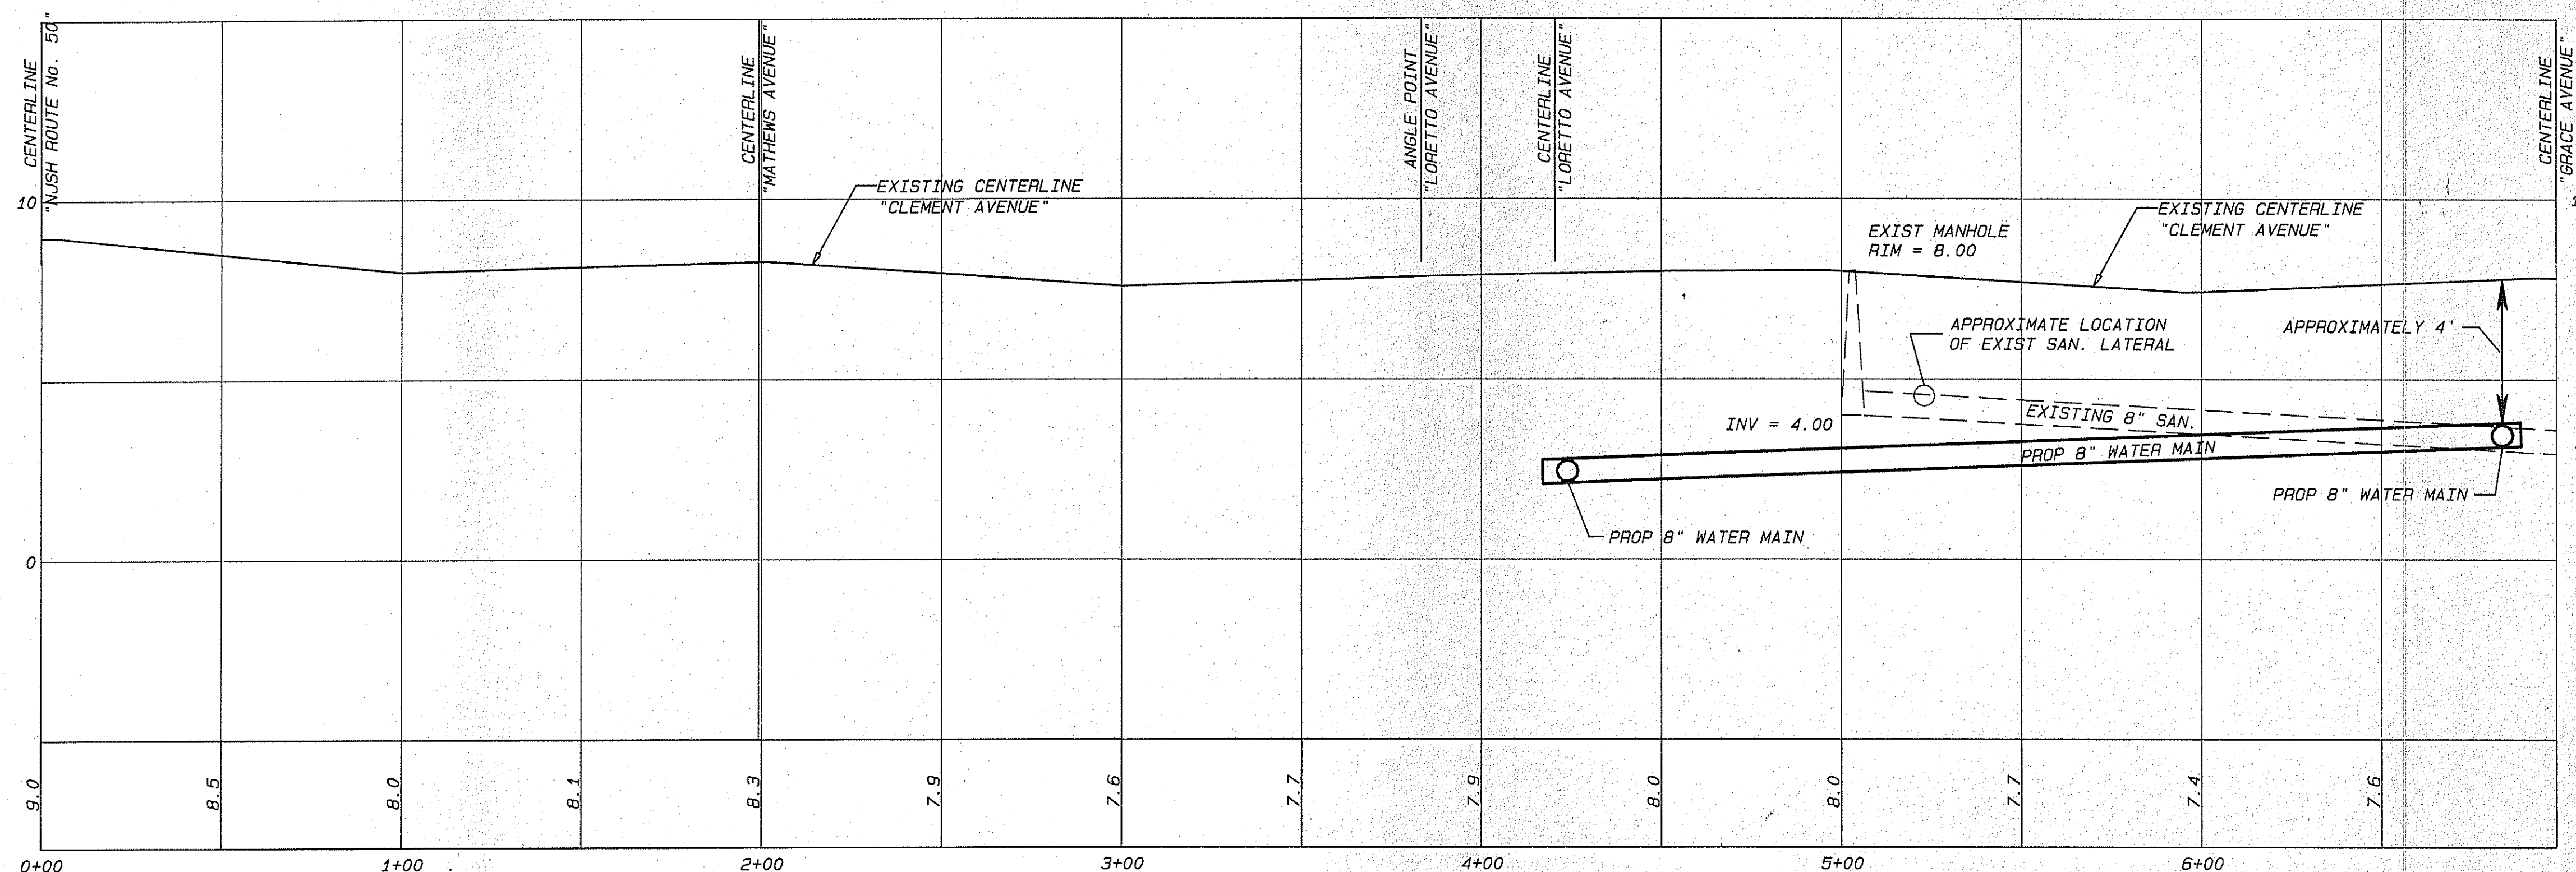 CENTERLINE
"NJSH ROUTE No. 50"
CENTERLINE
"MATHEWS AVENUE"
ANGLE POINT
"LORETTO AVENUE"
CENTERLINE
"LORETTO AVENUE"
CENTERLINE
"GRACE AVENUE"
10
EXISTING CENTERLINE
"CLEMENT AVENUE"
EXIST MANHOLE
RIM = 8.00
EXISTING CENTERLINE
"CLEMENT AVENUE"
APPROXIMATE LOCATION
OF EXIST SAN. LATERAL
APPROXIMATELY 4'
INV = 4.00
EXISTING 8" SAN.
PROP 8" WATER MAIN
PROP 8" WATER MAIN
PROP 8" WATER MAIN
0
9.0
8.5
8.0
8.1
8.3
7.9
7.6
7.7
7.9
8.0
8.0
7.7
7.4
7.6
0+00
1+00
2+00
3+00
4+00
5+00
6+00